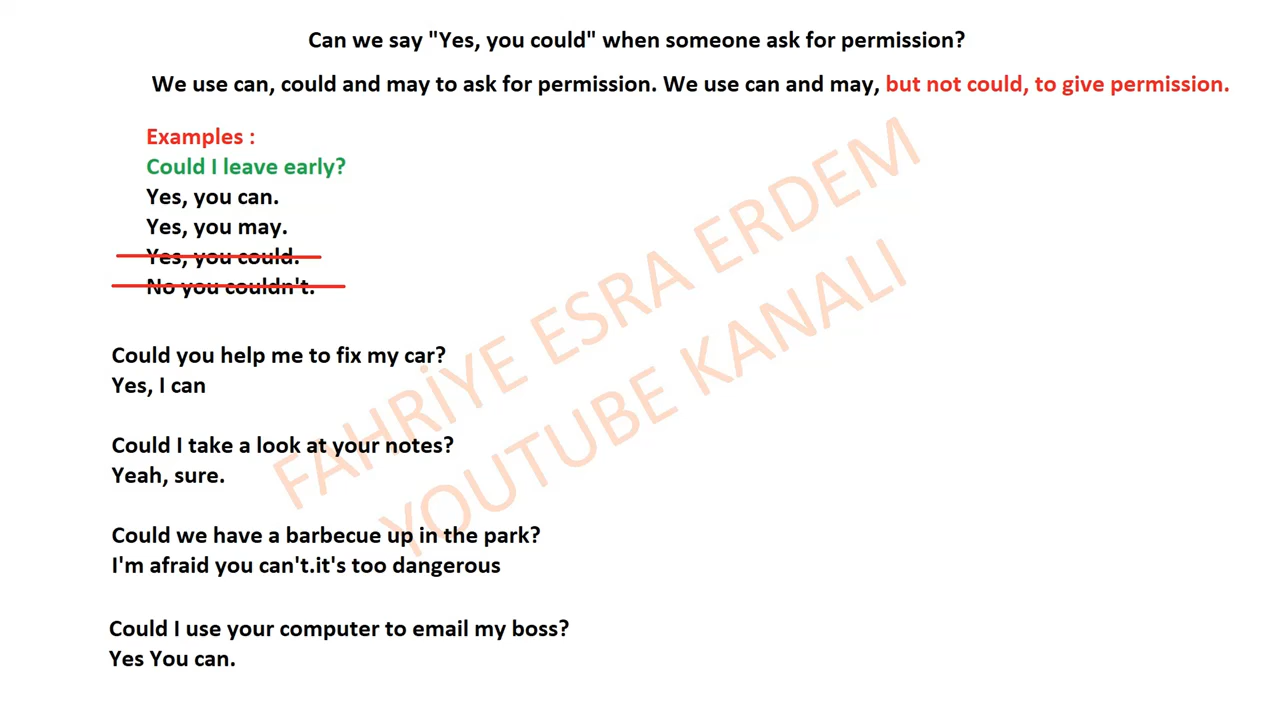 Can we say "Yes, you could" when someone ask for permission?
We use can, could and may to ask for permission. We use can and may, but not could, to give permission.
Examples :
Could I leave early?
Yes, you can.
Yes, you may.
Yes, you could.
No you couldn't.
Could you help me to fix my car?
Yes, I can
Could I take a look at your notes?
Yeah, sure.
Could we have a barbecue up in the park?
I'm afraid you can't.it's too dangerous
Could I use your computer to email my boss?
Yes You can.
FAHRİYE ESRA ERDEM
YOUTUBE KANALI